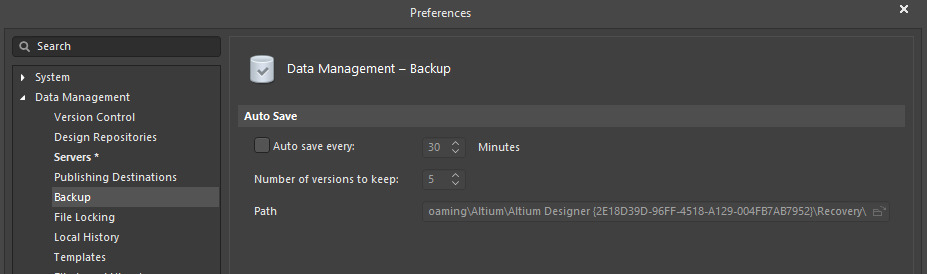 Preferences
Search
System
Data Management
Version Control
Design Repositories
Servers *
Publishing Destinations
Backup
File Locking
Local History
Templates
Data Management – Backup
Auto Save
Auto save every: 30 Minutes
Number of versions to keep: 5
Path oaming\Altium\Altium Designer {2E18D39D-96FF-4518-A129-004FB7AB7952}\Recovery\